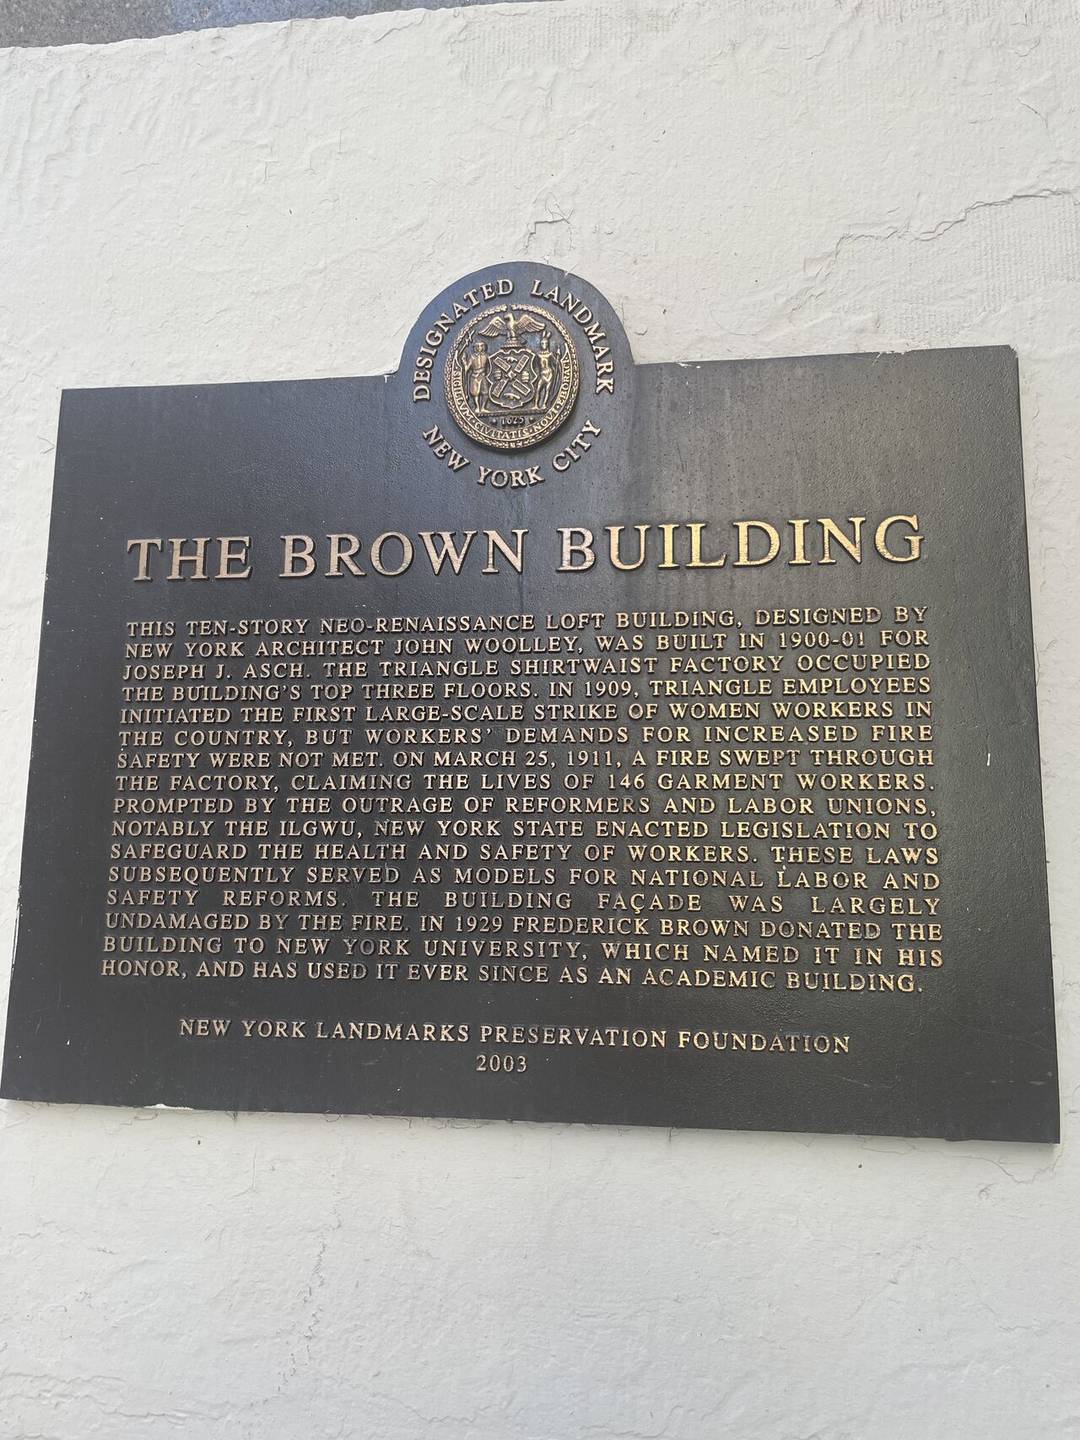 DESIGNATED LANDMARK
SIGILLVM CIVITATIS NOVI EBORACI
1625
NEW YORK CITY
THE BROWN BUILDING
THIS TEN-STORY NEO-RENAISSANCE LOFT BUILDING, DESIGNED BY
NEW YORK ARCHITECT JOHN WOOLLEY, WAS BUILT IN 1900-01 FOR
JOSEPH J. ASCH. THE TRIANGLE SHIRTWAIST FACTORY OCCUPIED
THE BUILDING'S TOP THREE FLOORS. IN 1909, TRIANGLE EMPLOYEES
INITIATED THE FIRST LARGE-SCALE STRIKE OF WOMEN WORKERS IN
THE COUNTRY, BUT WORKERS' DEMANDS FOR INCREASED FIRE
SAFETY WERE NOT MET. ON MARCH 25, 1911, A FIRE SWEPT THROUGH
THE FACTORY, CLAIMING THE LIVES OF 146 GARMENT WORKERS.
PROMPTED BY THE OUTRAGE OF REFORMERS AND LABOR UNIONS,
NOTABLY THE ILGWU, NEW YORK STATE ENACTED LEGISLATION TO
SAFEGUARD THE HEALTH AND SAFETY OF WORKERS. THESE LAWS
SUBSEQUENTLY SERVED AS MODELS FOR NATIONAL LABOR AND
SAFETY REFORMS. THE BUILDING FAÇADE WAS LARGELY
UNDAMAGED BY THE FIRE. IN 1929 FREDERICK BROWN DONATED THE
BUILDING TO NEW YORK UNIVERSITY, WHICH NAMED IT IN HIS
HONOR, AND HAS USED IT EVER SINCE AS AN ACADEMIC BUILDING.
NEW YORK LANDMARKS PRESERVATION FOUNDATION
2003